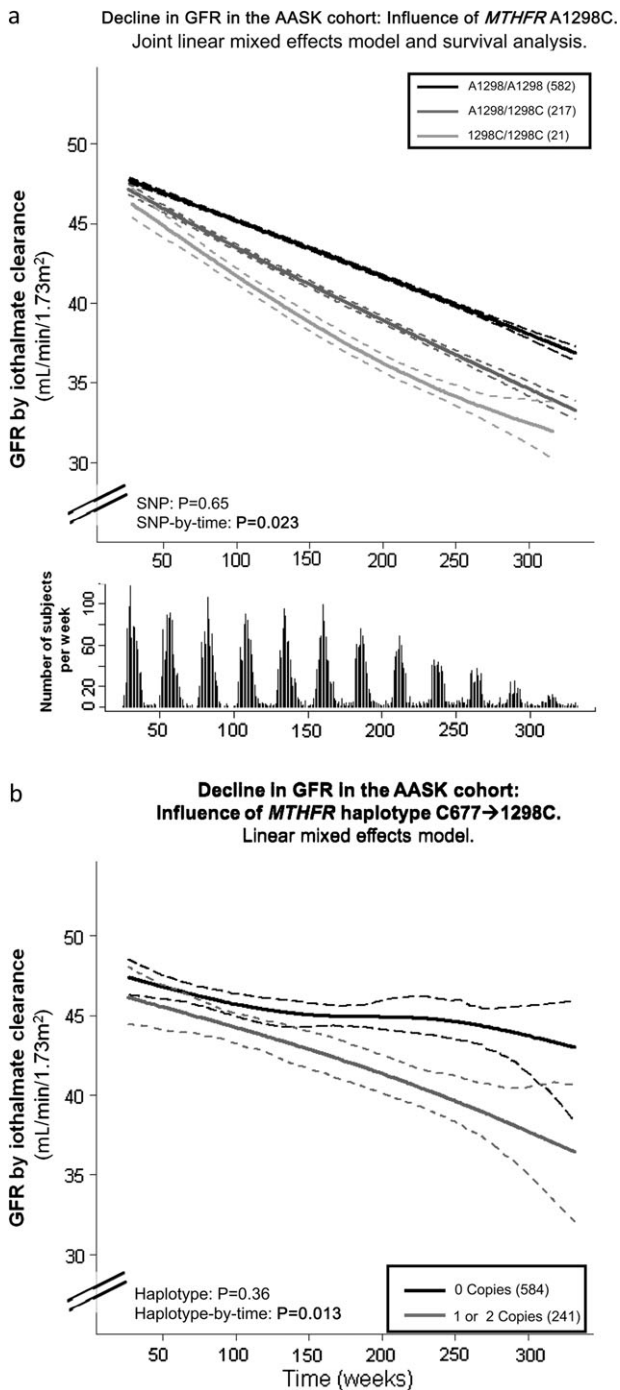 a
Decline in GFR in the AASK cohort: Influence of MTHFR A1298C.
Joint linear mixed effects model and survival analysis.
A1298/A1298 (582)
A1298/1298C (217)
1298C/1298C (21)
50
45
40
35
30
GFR by iothalmate clearance
(mL/min/1.73m²)
SNP: P=0.65
SNP-by-time: P=0.023
50 100 150 200 250 300
Number of subjects
per week
100
60
0 20
50 100 150 200 250 300
b
Decline in GFR in the AASK cohort:
Influence of MTHFR haplotype C677→1298C.
Linear mixed effects model.
50
45
40
35
30
GFR by iothalmate clearance
(mL/min/1.73m²)
Haplotype: P=0.36
Haplotype-by-time: P=0.013
0 Copies (584)
1 or 2 Copies (241)
50 100 150 200 250 300
Time (weeks)